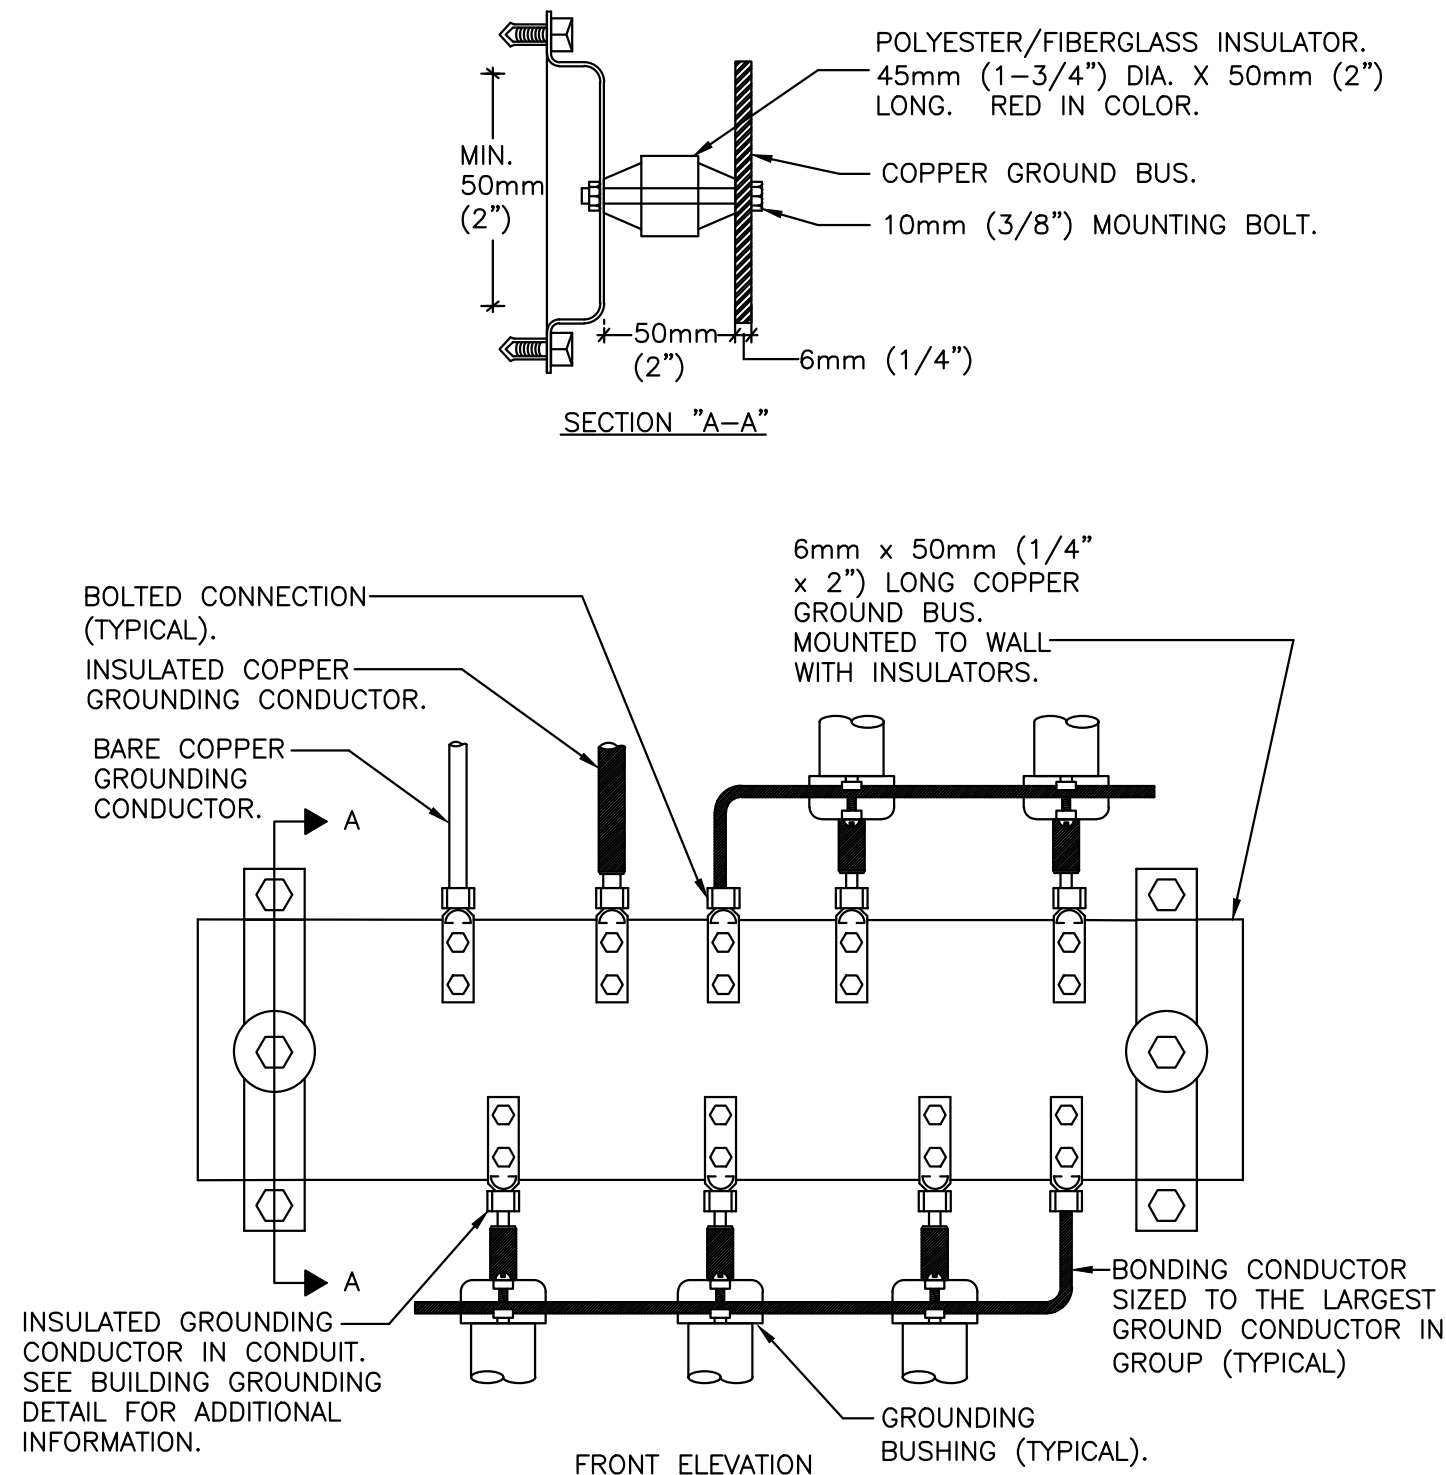 POLYESTER/FIBERGLASS INSULATOR.
45mm (1-3/4") DIA. X 50mm (2")
LONG. RED IN COLOR.
MIN.
50mm
(2")
COPPER GROUND BUS.
10mm (3/8") MOUNTING BOLT.
50mm
(2")
6mm (1/4")
SECTION "A-A"
6mm x 50mm (1/4"
x 2") LONG COPPER
GROUND BUS.
MOUNTED TO WALL
WITH INSULATORS.
BOLTED CONNECTION
(TYPICAL).
INSULATED COPPER
GROUNDING CONDUCTOR.
BARE COPPER
GROUNDING
CONDUCTOR.
A
A
INSULATED GROUNDING
CONDUCTOR IN CONDUIT.
SEE BUILDING GROUNDING
DETAIL FOR ADDITIONAL
INFORMATION.
BONDING CONDUCTOR
SIZED TO THE LARGEST
GROUND CONDUCTOR IN
GROUP (TYPICAL)
GROUNDING
BUSHING (TYPICAL).
FRONT ELEVATION